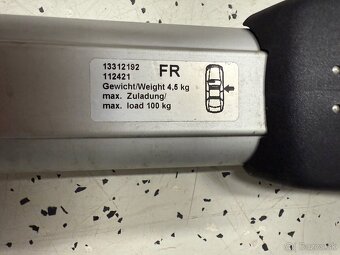 13312192
112421
FR
Gewicht/Weight 4,5 kg
max. Zuladung/
max. load 100 kg